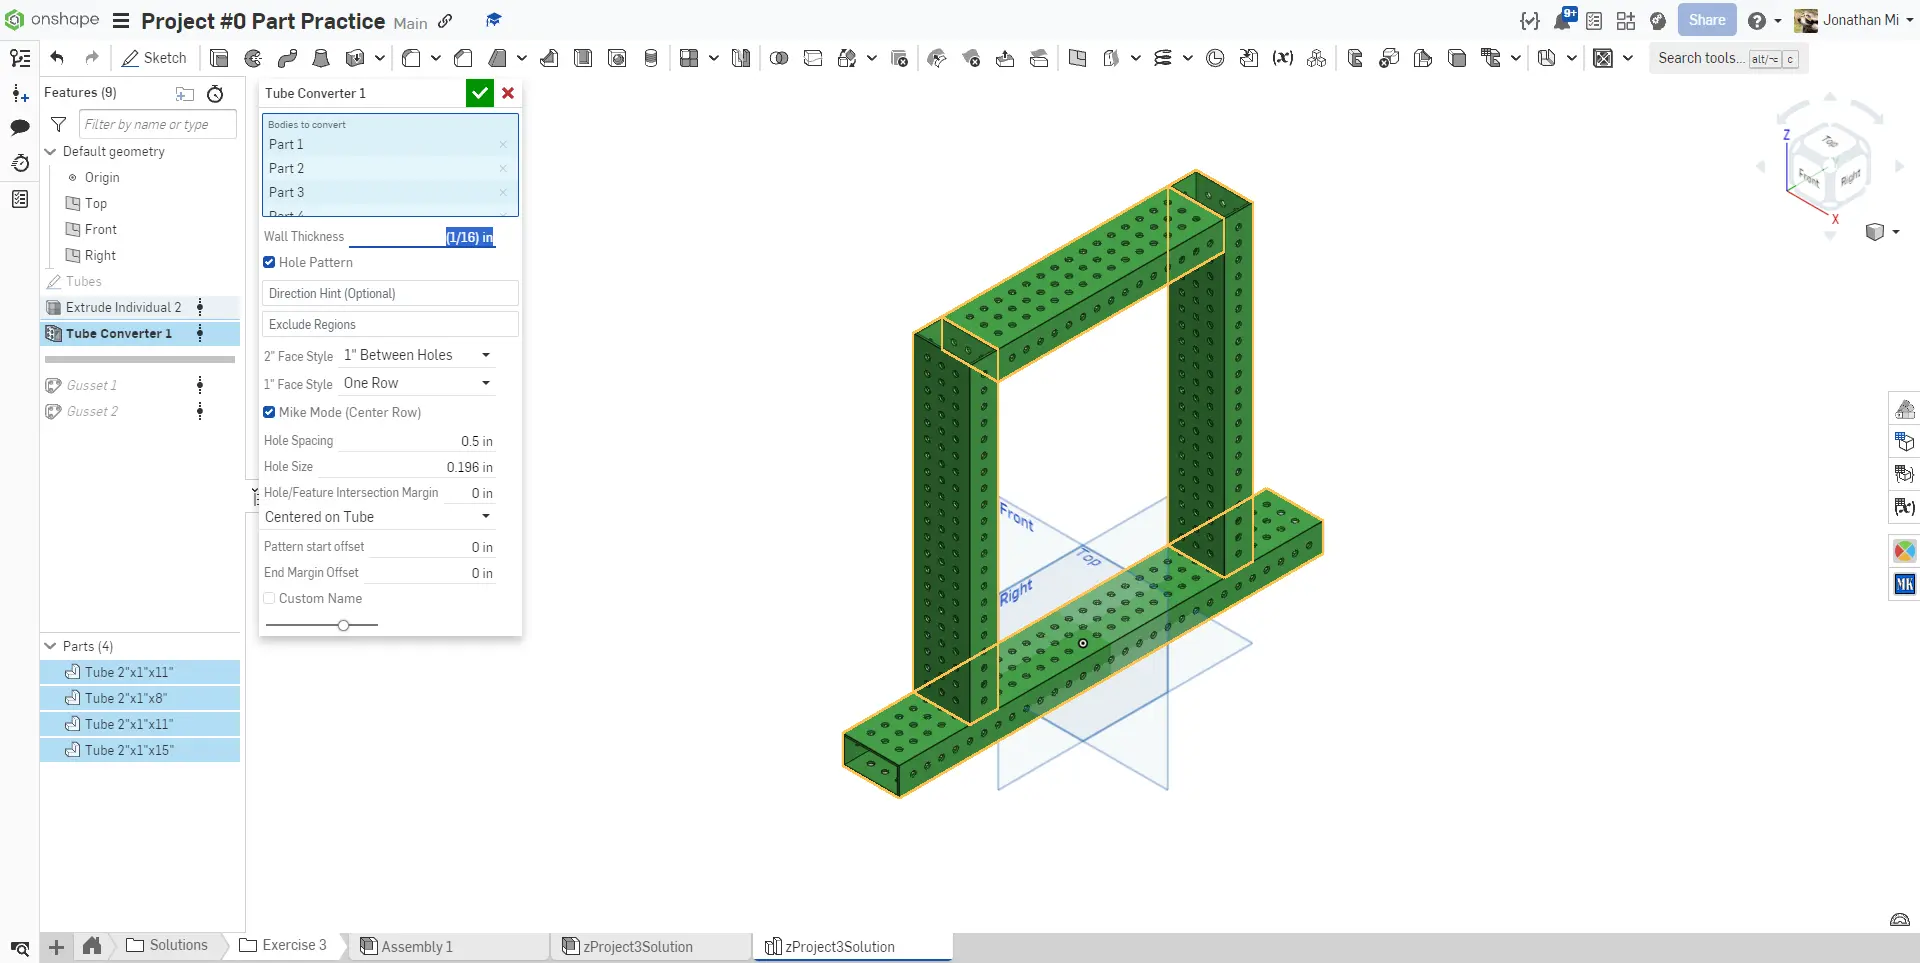 onshape
Project #0 Part Practice Main
9+
Share
Jonathan Mi
Sketch
Search tools... alt/⌥ c
Features (9)
Filter by name or type
Default geometry
Origin
Top
Front
Right
Tubes
Extrude Individual 2
Tube Converter 1
Gusset 1
Gusset 2
Parts (4)
Tube 2"x1"x11"
Tube 2"x1"x8"
Tube 2"x1"x11"
Tube 2"x1"x15"
Tube Converter 1
Bodies to convert
Part 1
Part 2
Part 3
Part 4
Wall Thickness (1/16) in
Hole Pattern
Direction Hint (Optional)
Exclude Regions
2" Face Style 1" Between Holes
1" Face Style One Row
Mike Mode (Center Row)
Hole Spacing 0.5 in
Hole Size 0.196 in
Hole/Feature Intersection Margin 0 in
Centered on Tube
Pattern start offset 0 in
End Margin Offset 0 in
Custom Name
Front
Top
Right
Z
Top
Front
Right
X
MK
Solutions
Exercise 3
Assembly 1
zProject3Solution
zProject3Solution